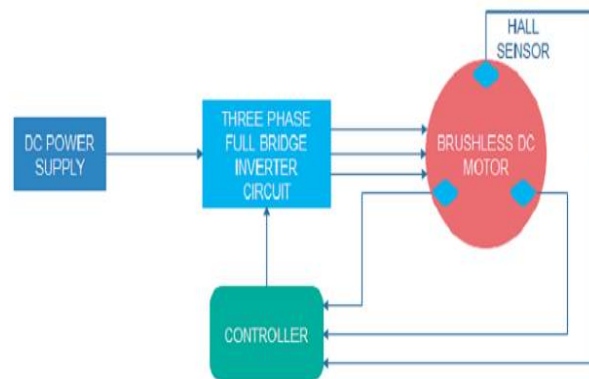 HALL
SENSOR
DC POWER
SUPPLY
THREE PHASE
FULL BRIDGE
INVERTER
CIRCUIT
BRUSHLESS DC
MOTOR
CONTROLLER